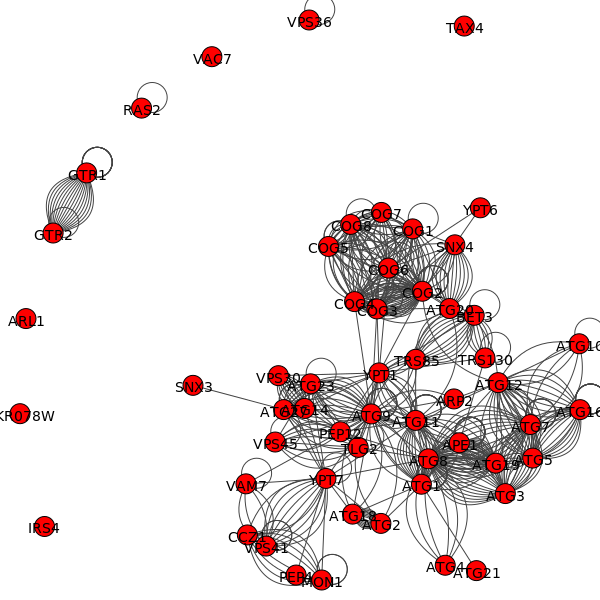 VPS36
TAX4
VAC7
RAS2
GTR1
GTR2
YPT6
COG7
COG8
COG1
COG5
SNX4
COG6
COG2
COG4
COG3
ATG20
BET3
ARL1
ATG10
TRS85
TRS130
YPT1
VPS30
ATG23
SNX3
ATG12
ARP2
ATG14
ATG9
KR078W
ATG16
ATG11
ATG7
PEP12
VPS45
APE1
TLG2
ATG8
ATG19
ATG5
YPT7
VAM7
ATG1
ATG3
ATG18
ATG2
IRS4
CCZ1
VPS41
ATG4
ATG21
PEP4
MON1